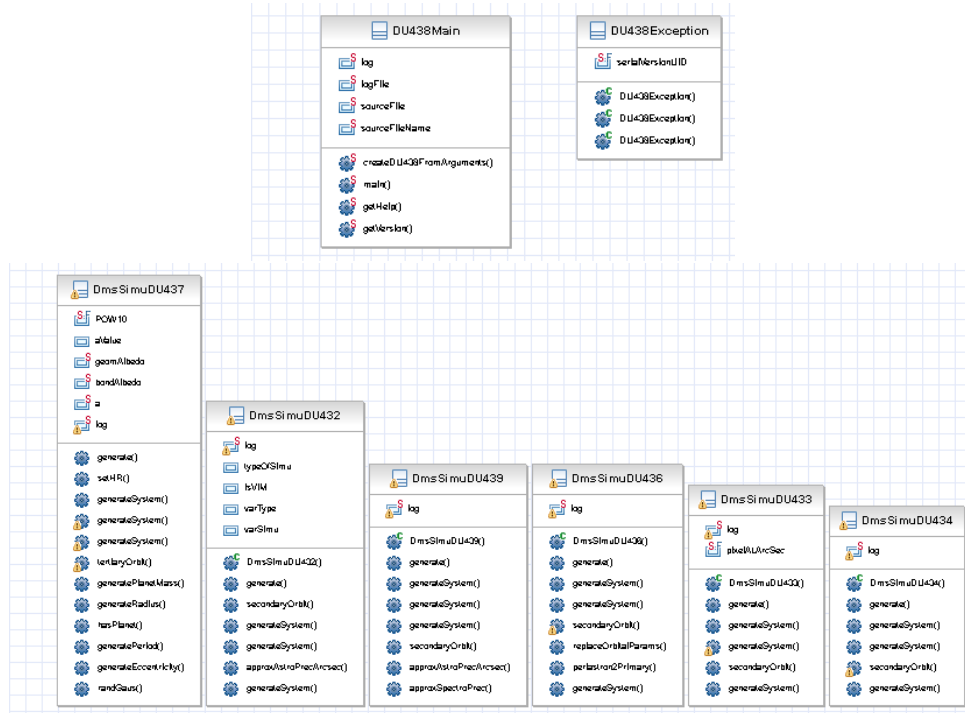 DU438Main
S log
S logFile
S sourceFile
S sourceFileName
S createDU438FromArguments()
S main()
S getHelp()
S getVersion()
DU438Exception
S F serialVersionUID
C DU438Exception()
C DU438Exception()
C DU438Exception()
DmsSimuDU437
S F POW10
aValue
S geomAlbedo
S bondAlbedo
S a
S log
generate()
setHR()
generateSystem()
generateSystem()
generateSystem()
tertiaryOrbit()
generatePlanetMass()
generateRadius()
hasPlanet()
generatePeriod()
generateEccentricity()
randGaus()
DmsSimuDU432
S log
typeOfSimu
isVIM
varType
varSimu
C DmsSimuDU432()
generate()
secondaryOrbit()
generateSystem()
generateSystem()
approxAstroPrecArcsec()
generateSystem()
DmsSimuDU439
S log
C DmsSimuDU439()
generate()
generateSystem()
generateSystem()
secondaryOrbit()
approxAstroPrecArcsec()
approxSpectroPrec()
DmsSimuDU436
S log
C DmsSimuDU436()
generate()
generateSystem()
generateSystem()
secondaryOrbit()
replaceOrbitalParams()
periastron2Primary()
generateSystem()
DmsSimuDU433
S log
S F pixelALArcSec
C DmsSimuDU433()
generate()
generateSystem()
generateSystem()
secondaryOrbit()
generateSystem()
DmsSimuDU434
S log
C DmsSimuDU434()
generate()
generateSystem()
generateSystem()
secondaryOrbit()
generateSystem()